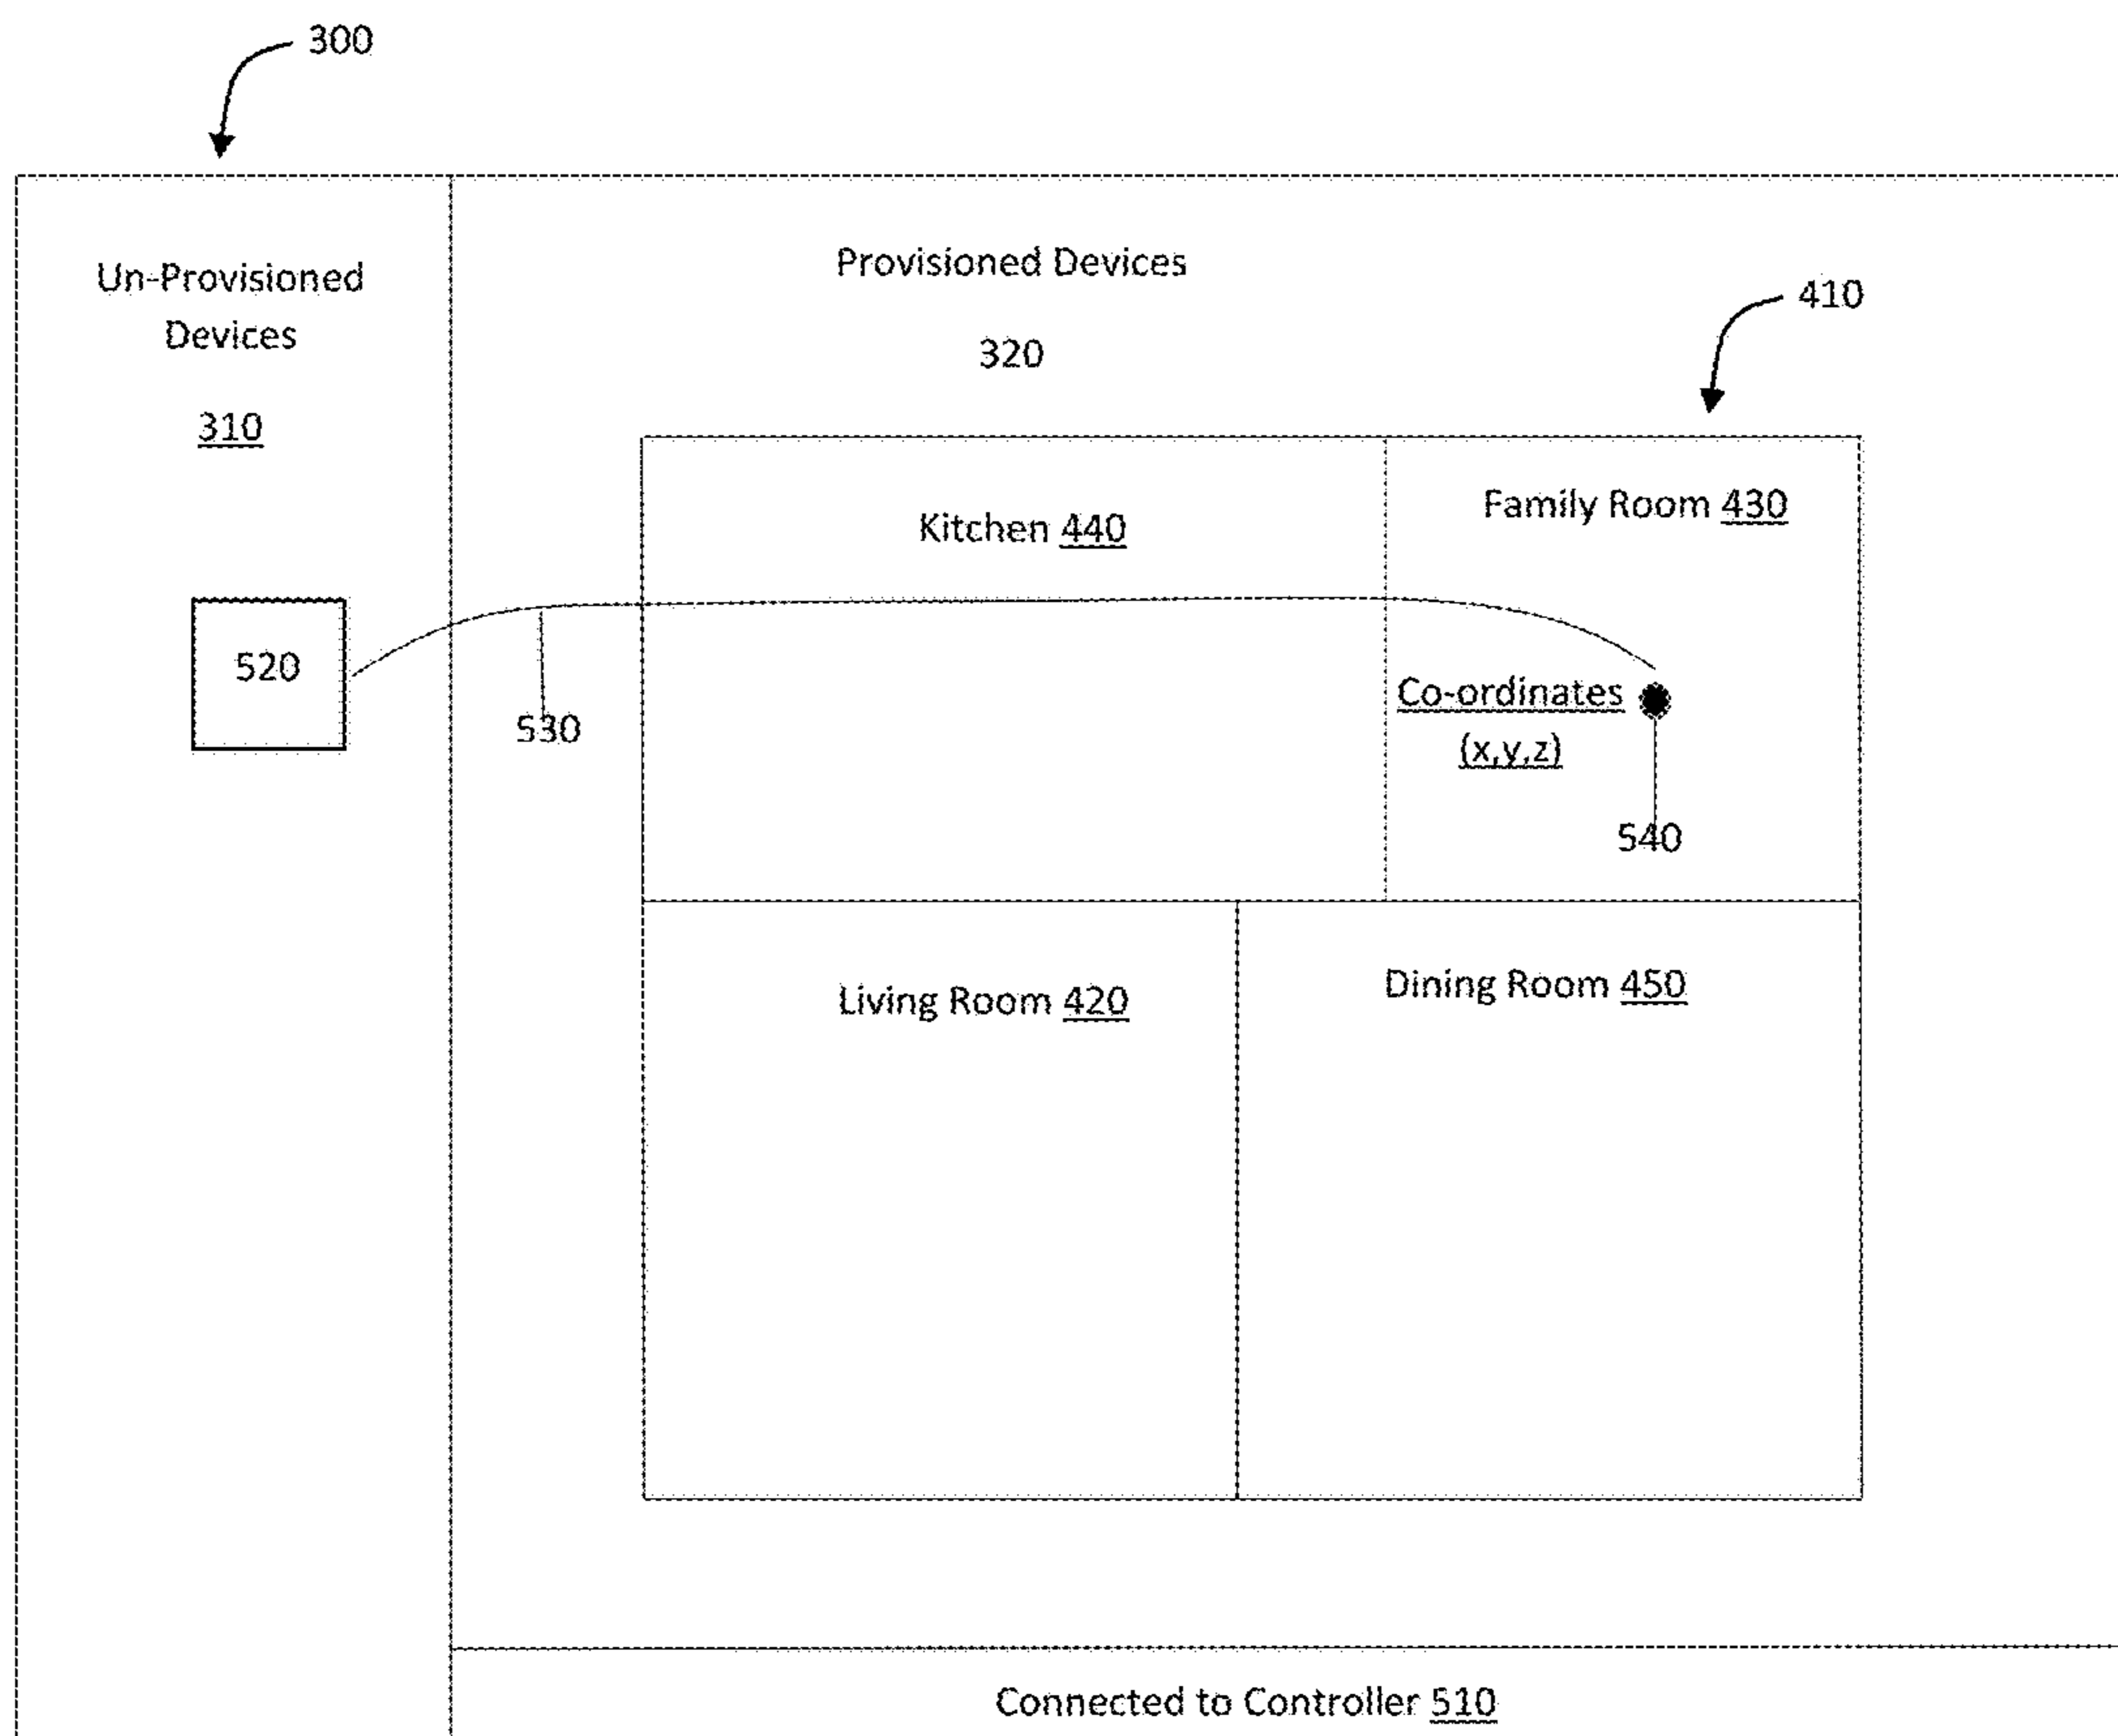 300
Un-Provisioned
Devices
310
Provisioned Devices
320
410
Kitchen 440
Family Room 430
520
530
Co-ordinates
(x,y,z)
540
Living Room 420
Dining Room 450
Connected to Controller 510